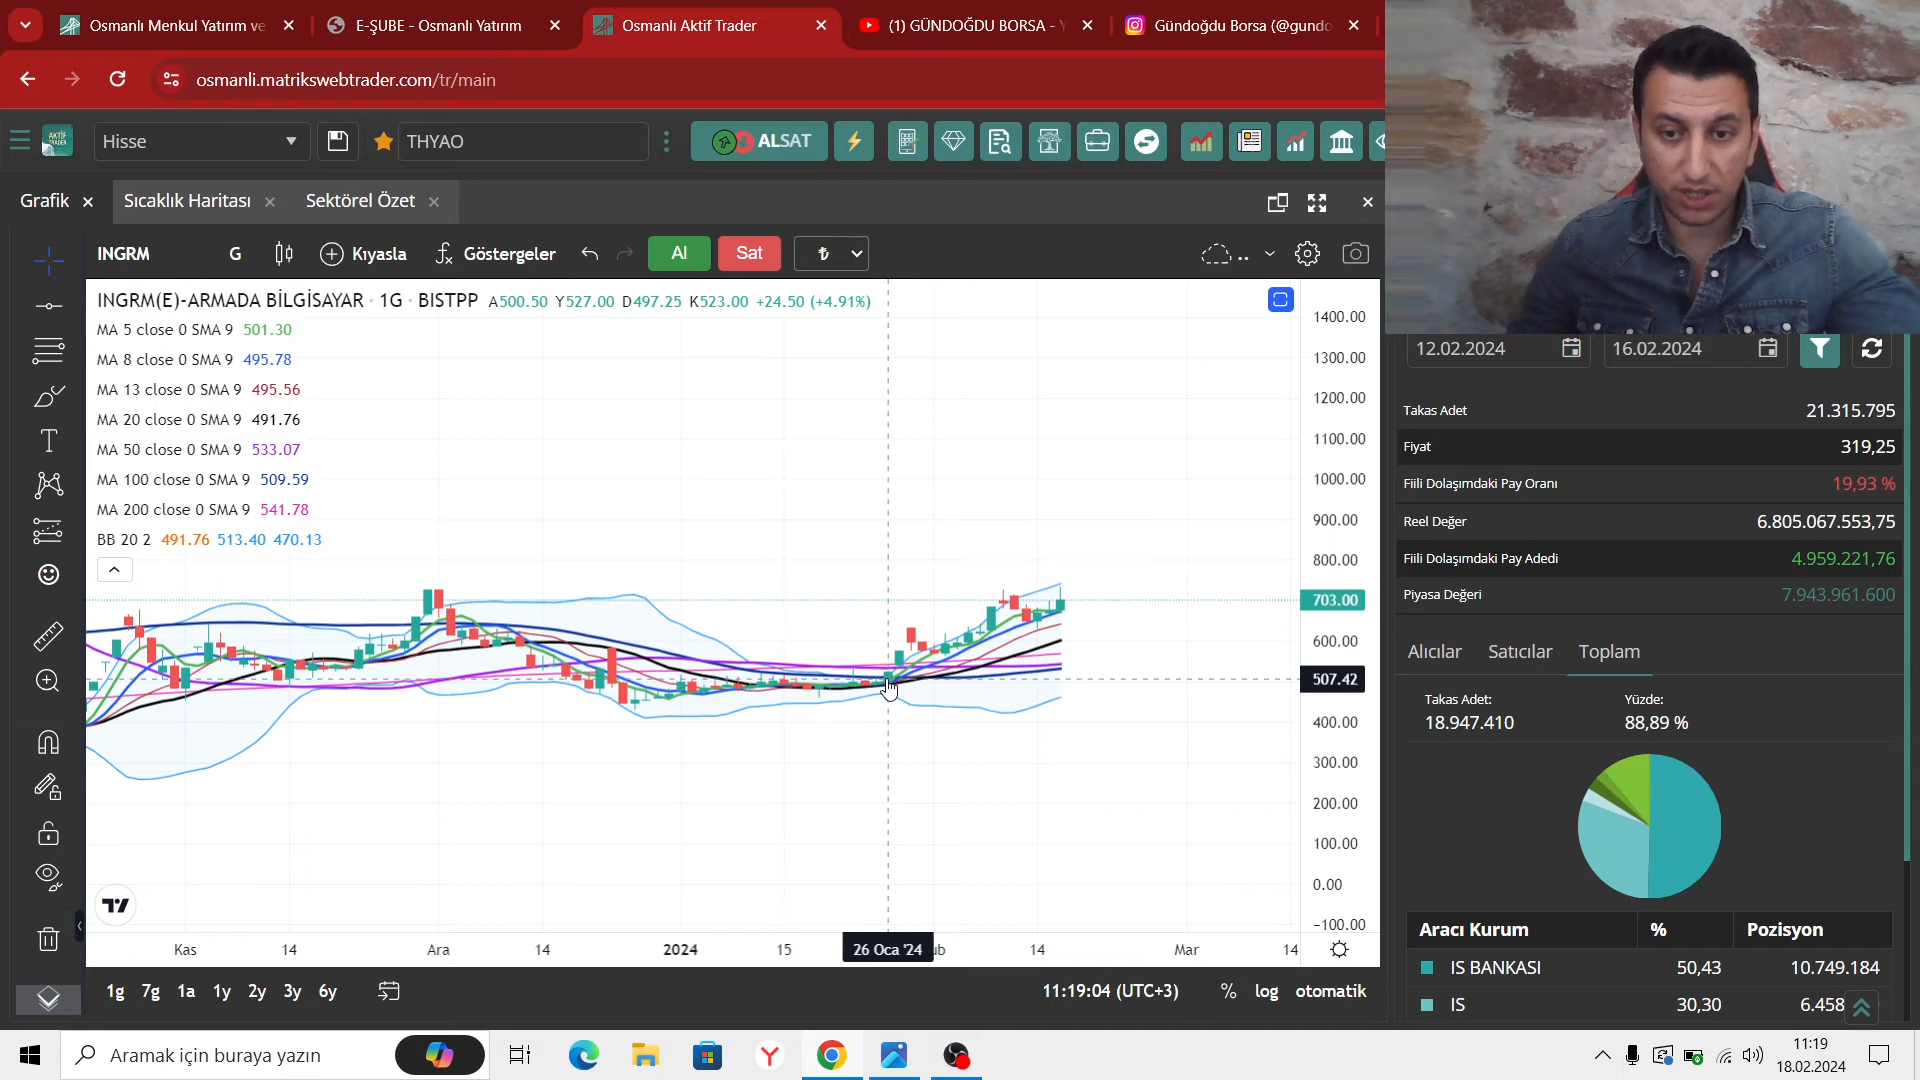 Osmanlı Menkul Yatırım ve
E-ŞUBE - Osmanlı Yatırım
Osmanlı Aktif Trader
(1) GÜNDOĞDU BORSA - Y
Gündoğdu Borsa (@gundo
osmanli.matrikswebtrader.com/tr/main
AKTİF TRADER
Hisse
THYAO
ALSAT
Grafik
Sıcaklık Haritası
Sektörel Özet
INGRM
G
Kıyasla
Göstergeler
Al
Sat
₺
INGRM(E)-ARMADA BİLGİSAYAR · 1G · BISTPP A500.50 Y527.00 D497.25 K523.00 +24.50 (+4.91%)
MA 5 close 0 SMA 9 501.30
MA 8 close 0 SMA 9 495.78
MA 13 close 0 SMA 9 495.56
MA 20 close 0 SMA 9 491.76
MA 50 close 0 SMA 9 533.07
MA 100 close 0 SMA 9 509.59
MA 200 close 0 SMA 9 541.78
BB 20 2 491.76 513.40 470.13
1400.00
1300.00
1200.00
1100.00
1000.00
900.00
800.00
703.00
600.00
507.42
400.00
300.00
200.00
100.00
0.00
−100.00
Kas
14
Ara
14
2024
15
26 Oca '24
ub
14
Mar
14
1g 7g 1a 1y 2y 3y 6y
11:19:04 (UTC+3)
% log otomatik
12.02.2024
16.02.2024
Takas Adet 21.315.795
Fiyat 319,25
Fiili Dolaşımdaki Pay Oranı 19,93 %
Reel Değer 6.805.067.553,75
Fiili Dolaşımdaki Pay Adedi 4.959.221,76
Piyasa Değeri 7.943.961.600
Alıcılar Satıcılar Toplam
Takas Adet: Yüzde:
18.947.410 88,89 %
Aracı Kurum % Pozisyon
IS BANKASI 50,43 10.749.184
IS 30,30 6.458
Aramak için buraya yazın
11:19
18.02.2024